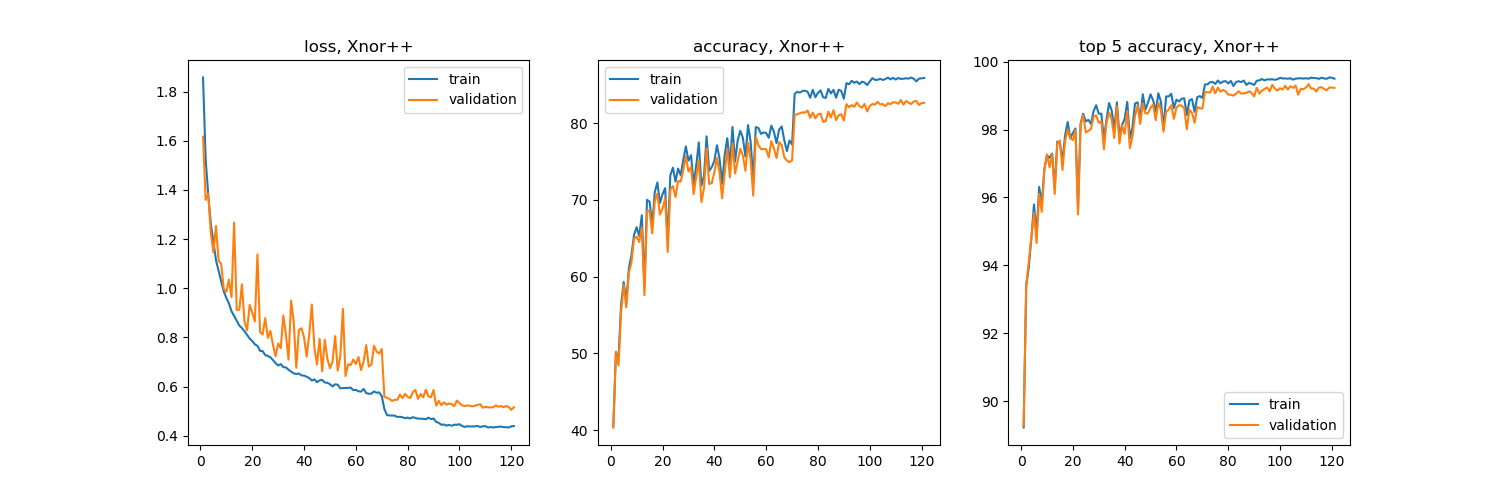 loss, Xnor++
train
validation
1.8
1.6
1.4
1.2
1.0
0.8
0.6
0.4
0 20 40 60 80 100 120
accuracy, Xnor++
train
validation
80
70
60
50
40
0 20 40 60 80 100 120
top 5 accuracy, Xnor++
100
98
96
94
92
90
train
validation
0 20 40 60 80 100 120